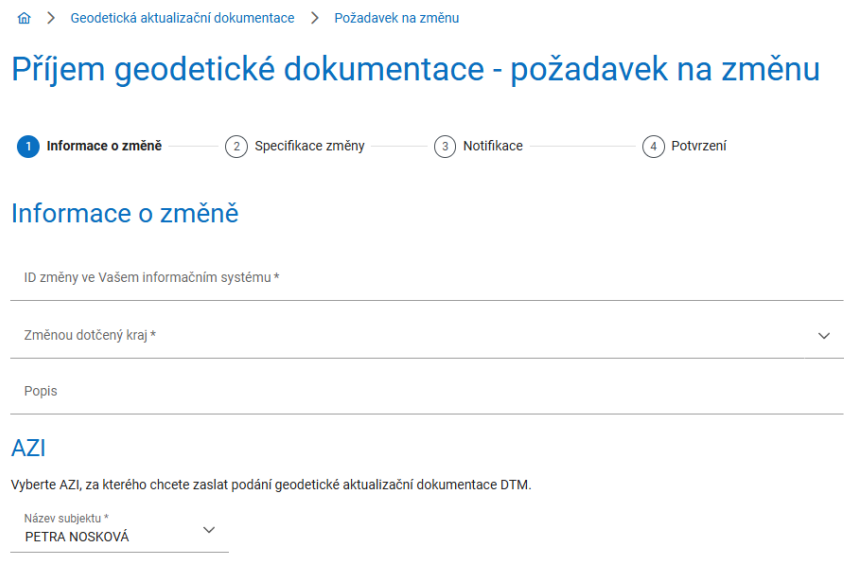 Geodetická aktualizační dokumentace > Požadavek na změnu
Příjem geodetické dokumentace - požadavek na změnu
1 Informace o změně 2 Specifikace změny 3 Notifikace 4 Potvrzení
Informace o změně
ID změny ve Vašem informačním systému *
Změnou dotčený kraj *
Popis
AZI
Vyberte AZI, za kterého chcete zaslat podání geodetické aktualizační dokumentace DTM.
Název subjektu *
PETRA NOSKOVÁ